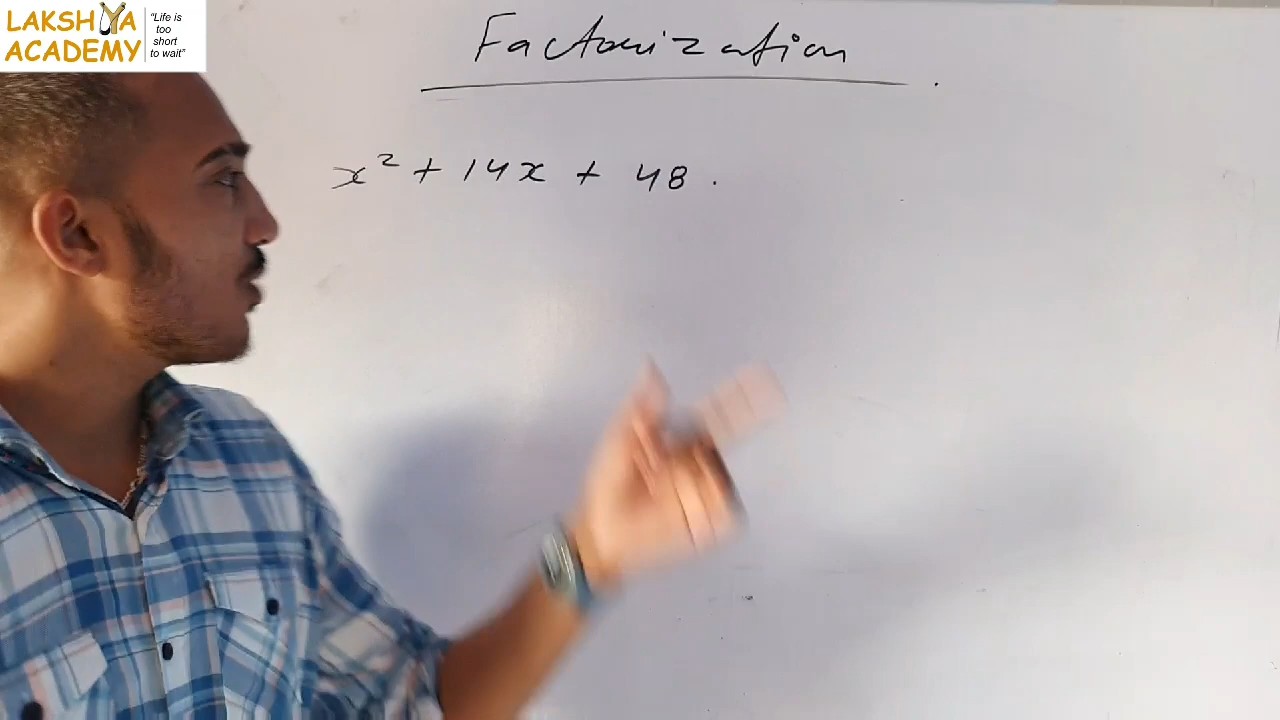 LAKSHYA
ACADEMY
"Life is
too
short
to wait"
Factorization
x² + 14x + 48.